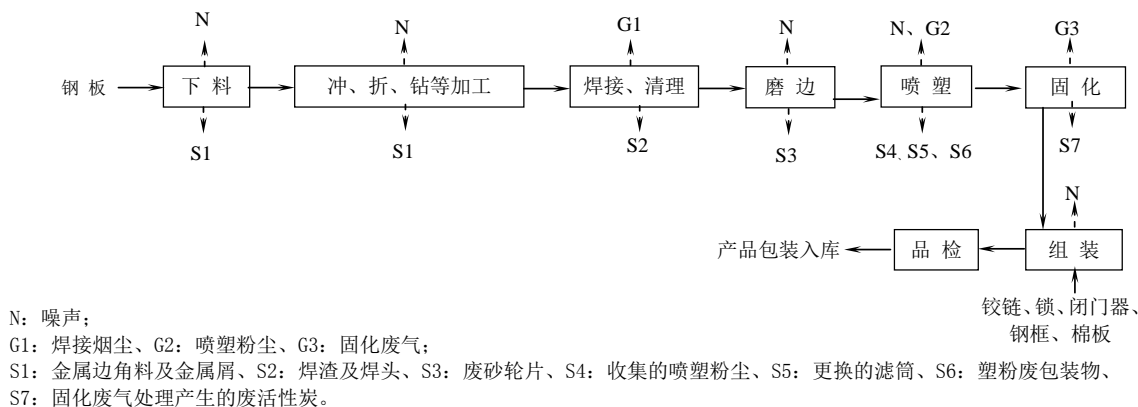 N N G1 N N、G2 G3
钢板 下料 冲、折、钻等加工 焊接、清理 磨边 喷塑 固化
S1 S1 S2 S3 S4、S5、S6 S7
N
产品包装入库 品检 组装
铰链、锁、闭门器、
钢框、棉板
N：噪声；
G1：焊接烟尘、G2：喷塑粉尘、G3：固化废气；
S1：金属边角料及金属屑、S2：焊渣及焊头、S3：废砂轮片、S4：收集的喷塑粉尘、S5：更换的滤筒、S6：塑粉废包装物、
S7：固化废气处理产生的废活性炭。